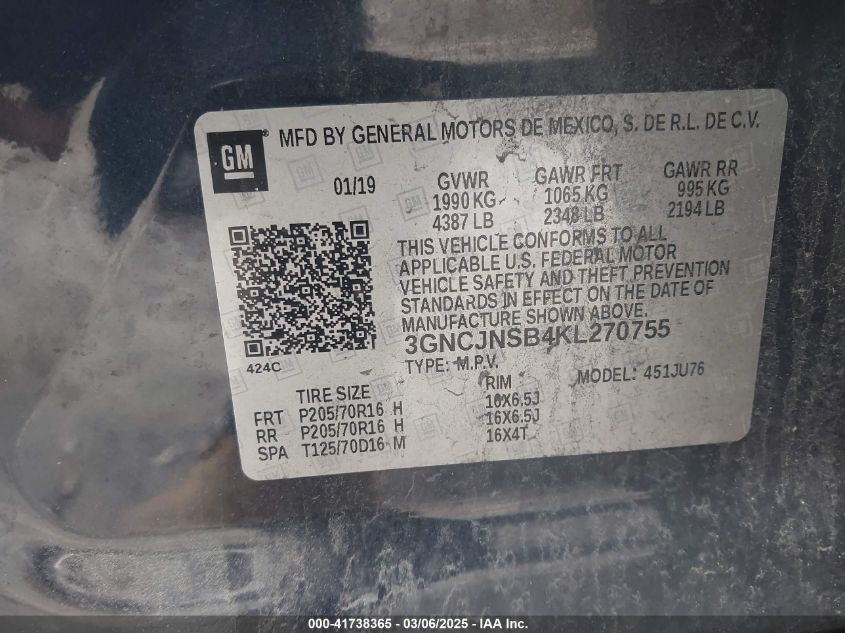 GM
MFD BY GENERAL MOTORS DE MEXICO, S. DE R.L. DE C.V.
01/19
GVWR GAWR FRT GAWR RR
1990 KG 1065 KG 995 KG
4387 LB 2348 LB 2194 LB
THIS VEHICLE CONFORMS TO ALL
APPLICABLE U.S. FEDERAL MOTOR
VEHICLE SAFETY AND THEFT PREVENTION
STANDARDS IN EFFECT ON THE DATE OF
MANUFACTURE SHOWN ABOVE.
3GNCJNSB4KL270755
TYPE: M.P.V. MODEL: 451JU76
424C
TIRE SIZE RIM
FRT P205/70R16 H 16X6.5J
RR P205/70R16 H 16X6.5J
SPA T125/70D16 M 16X4T
000-41738365 - 03/06/2025 - IAA Inc.